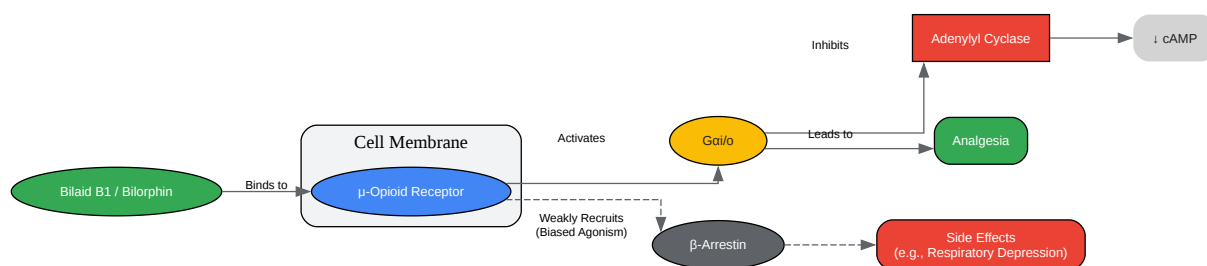 Inhibits
Adenylyl Cyclase
↓ cAMP
Cell Membrane
Activates
Gαi/o
Leads to
Analgesia
Bilaid B1 / Bilorphin
Binds to
μ-Opioid Receptor
Weakly Recruits
(Biased Agonism)
β-Arrestin
Side Effects
(e.g., Respiratory Depression)